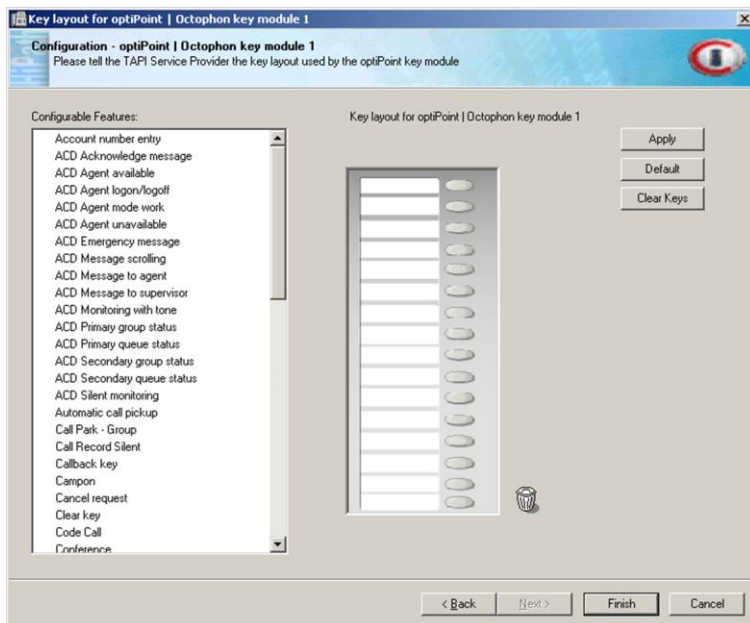 Key layout for optiPoint | Octophon key module 1
Configuration - optiPoint | Octophon key module 1
Please tell the TAPI Service Provider the key layout used by the optiPoint key module
Configurable Features:
Key layout for optiPoint | Octophon key module 1
Account number entry
ACD Acknowledge message
ACD Agent available
ACD Agent logon/logoff
ACD Agent mode work
ACD Agent unavailable
ACD Emergency message
ACD Message scrolling
ACD Message to agent
ACD Message to supervisor
ACD Monitoring with tone
ACD Primary group status
ACD Primary queue status
ACD Secondary group status
ACD Secondary queue status
ACD Silent monitoring
Automatic call pickup
Call Park - Group
Call Record Silent
Callback key
Campon
Cancel request
Clear key
Code Call
Conference
Apply
Default
Clear Keys
< Back
Next >
Finish
Cancel